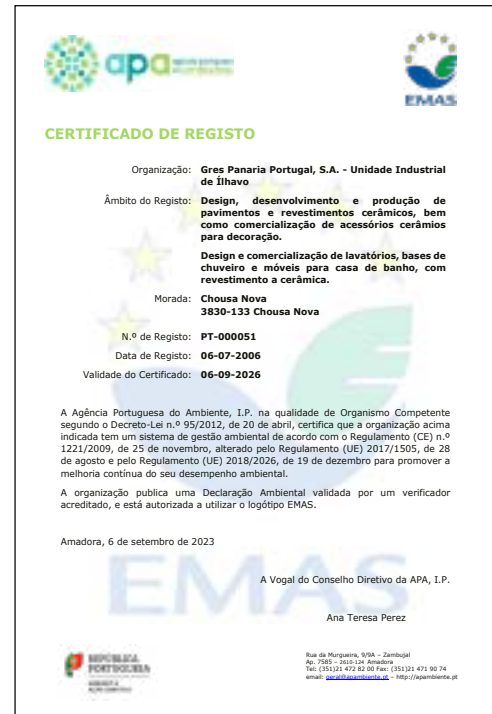 apa
EMAS
CERTIFICADO DE REGISTO
Organização: Gres Panaria Portugal, S.A. - Unidade Industrial
de Ílhavo
Âmbito do Registo: Design, desenvolvimento e produção de
pavimentos e revestimentos cerâmicos, bem
como comercialização de acessórios cerâmios
para decoração.
Design e comercialização de lavatórios, bases de
chuveiro e móveis para casa de banho, com
revestimento a cerâmica.
Morada: Chousa Nova
3830-133 Chousa Nova
N.º de Registo: PT-000051
Data de Registo: 06-07-2006
Validade do Certificado: 06-09-2026
A Agência Portuguesa do Ambiente, I.P. na qualidade de Organismo Competente
segundo o Decreto-Lei n.º 95/2012, de 20 de abril, certifica que a organização acima
indicada tem um sistema de gestão ambiental de acordo com o Regulamento (CE) n.º
1221/2009, de 25 de novembro, alterado pelo Regulamento (UE) 2017/1505, de 28
de agosto e pelo Regulamento (UE) 2018/2026, de 19 de dezembro para promover a
melhoria contínua do seu desempenho ambiental.
A organização publica uma Declaração Ambiental validada por um verificador
acreditado, e está autorizada a utilizar o logótipo EMAS.
Amadora, 6 de setembro de 2023
EMAS
A Vogal do Conselho Diretivo da APA, I.P.
Ana Teresa Perez
REPÚBLICA
PORTUGUESA
Rua da Murgueira, 9/9A – Zambujal
Ap. 7585 – 2610-124 Amadora
Tel: (351)21 472 82 00 Fax: (351)21 471 90 74
email: geral@apambiente.pt – http://apambiente.pt